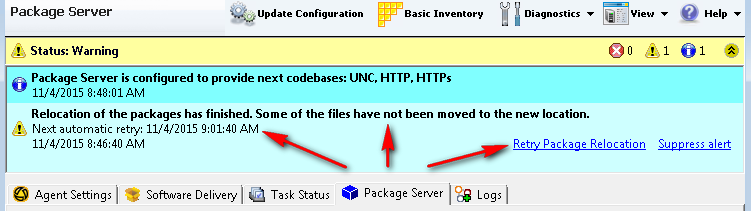 Package Server
Update Configuration Basic Inventory Diagnostics View Help
Status: Warning 0 1 1
Package Server is configured to provide next codebases: UNC, HTTP, HTTPs
11/4/2015 8:48:01 AM
Relocation of the packages has finished. Some of the files have not been moved to the new location.
Next automatic retry: 11/4/2015 9:01:40 AM
11/4/2015 8:46:40 AM Retry Package Relocation Suppress alert
Agent Settings Software Delivery Task Status Package Server Logs